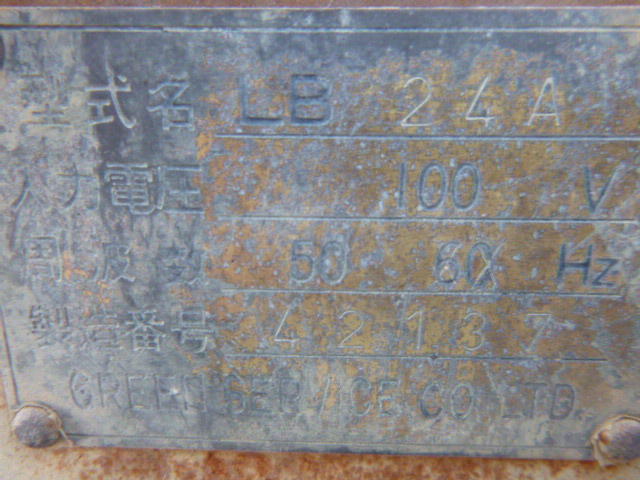 型式名 LB 24A
入力電圧 100 V
周波数 50 60 Hz
製造番号 42137
GREEN SERVICE CO LTD.